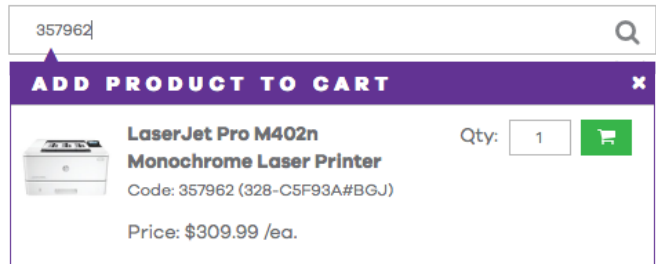 357962
ADD PRODUCT TO CART ×
LaserJet Pro M402n
Monochrome Laser Printer
Qty: 1
Code: 357962 (328-C5F93A#BGJ)
Price: $309.99 /ea.